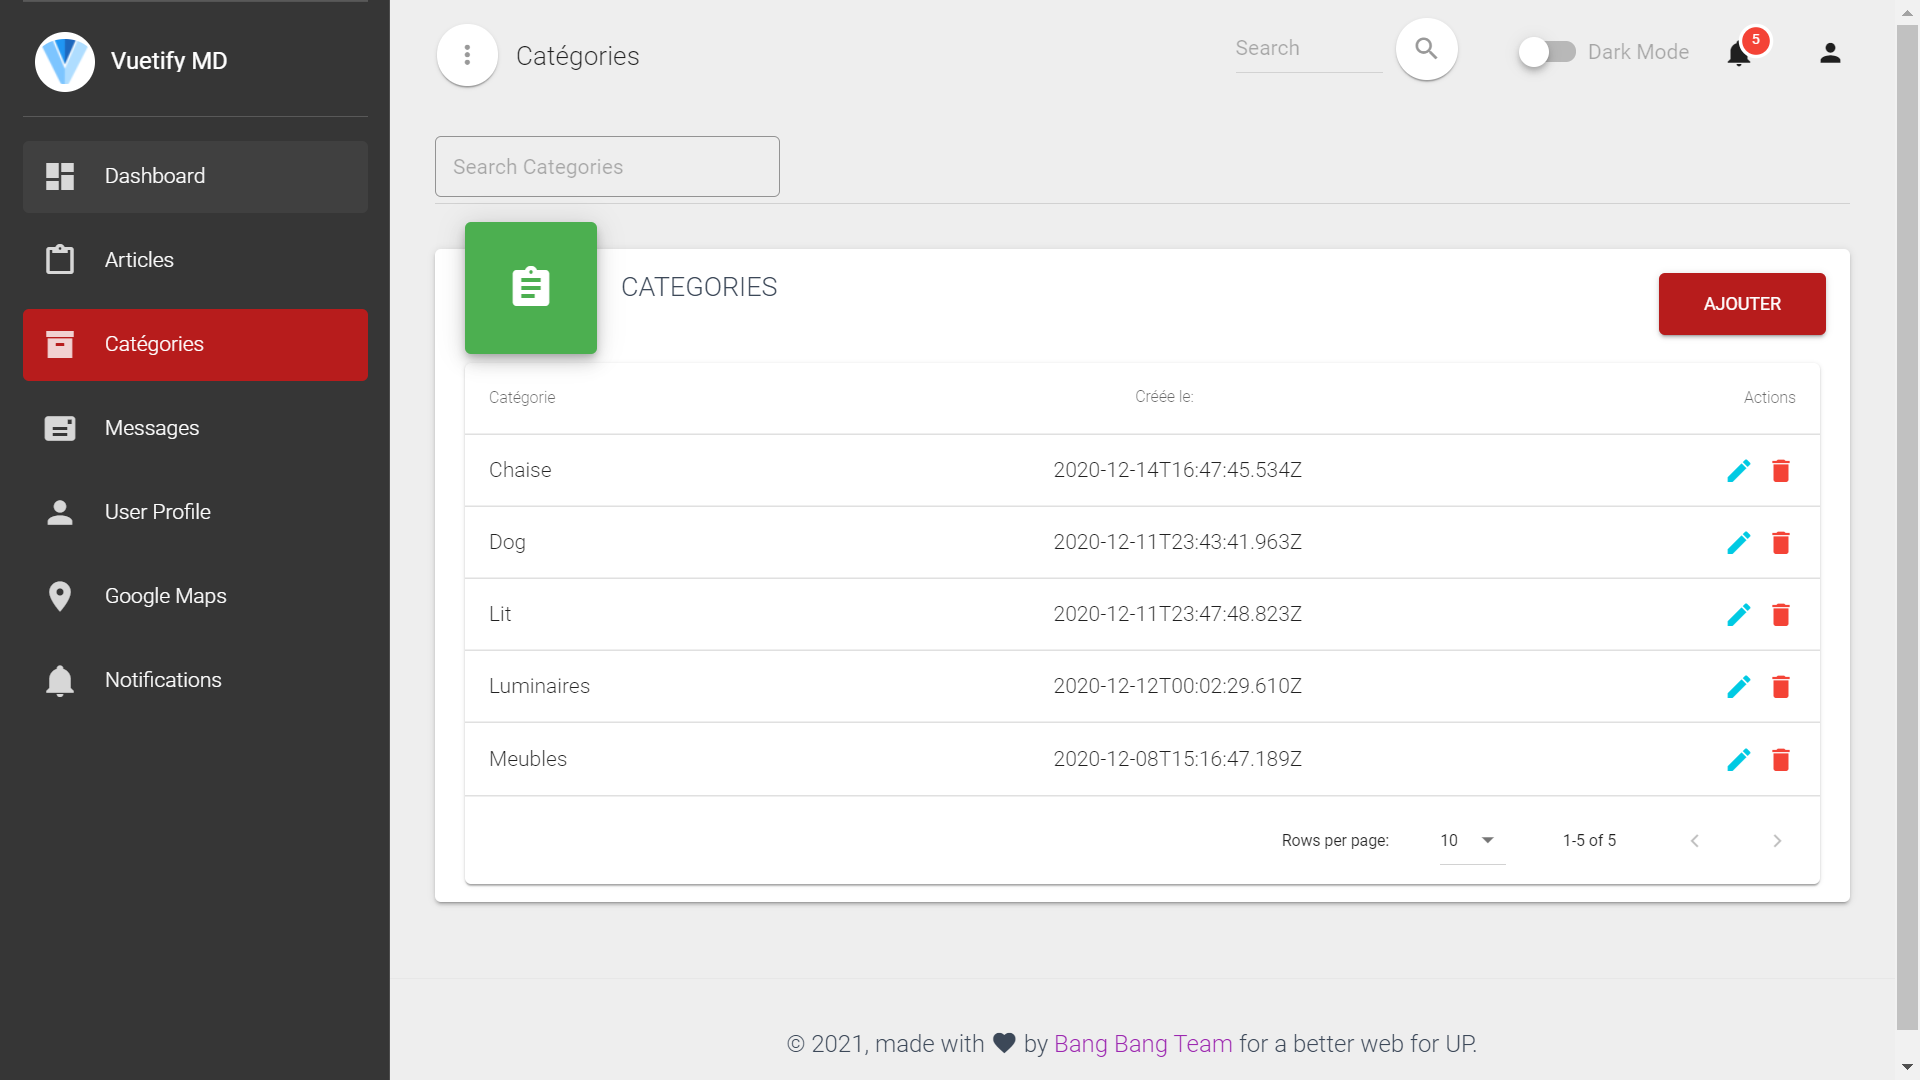 Vuetify MD
Dashboard
Articles
Catégories
Messages
User Profile
Google Maps
Notifications
Catégories
Search
Dark Mode
5
Search Categories
CATEGORIES
AJOUTER
Catégorie Créée le: Actions
Chaise 2020-12-14T16:47:45.534Z
Dog 2020-12-11T23:43:41.963Z
Lit 2020-12-11T23:47:48.823Z
Luminaires 2020-12-12T00:02:29.610Z
Meubles 2020-12-08T15:16:47.189Z
Rows per page: 10 1-5 of 5
© 2021, made with by Bang Bang Team for a better web for UP.